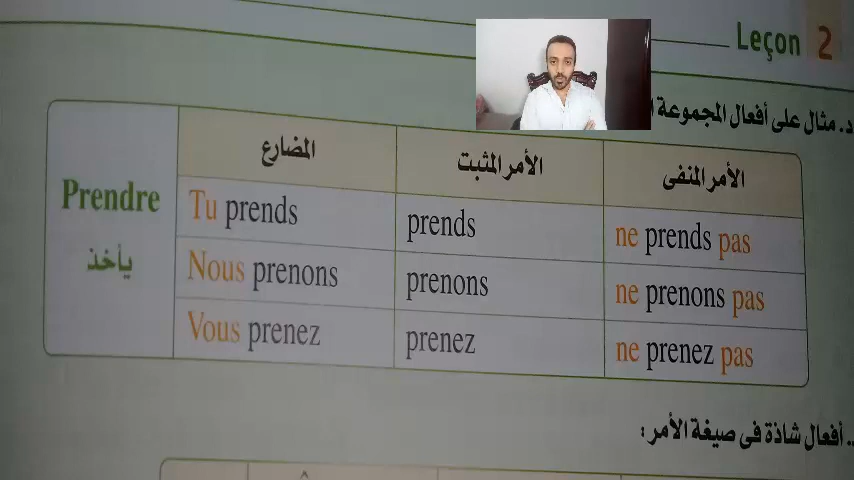 Leçon 2
د. مثال على أفعال المجموعة
المضارع الأمر المثبت الأمر المنفى
Prendre Tu prends prends ne prends pas
يأخذ Nous prenons prenons ne prenons pas
Vous prenez prenez ne prenez pas
أفعال شاذة فى صيغة الأمر: